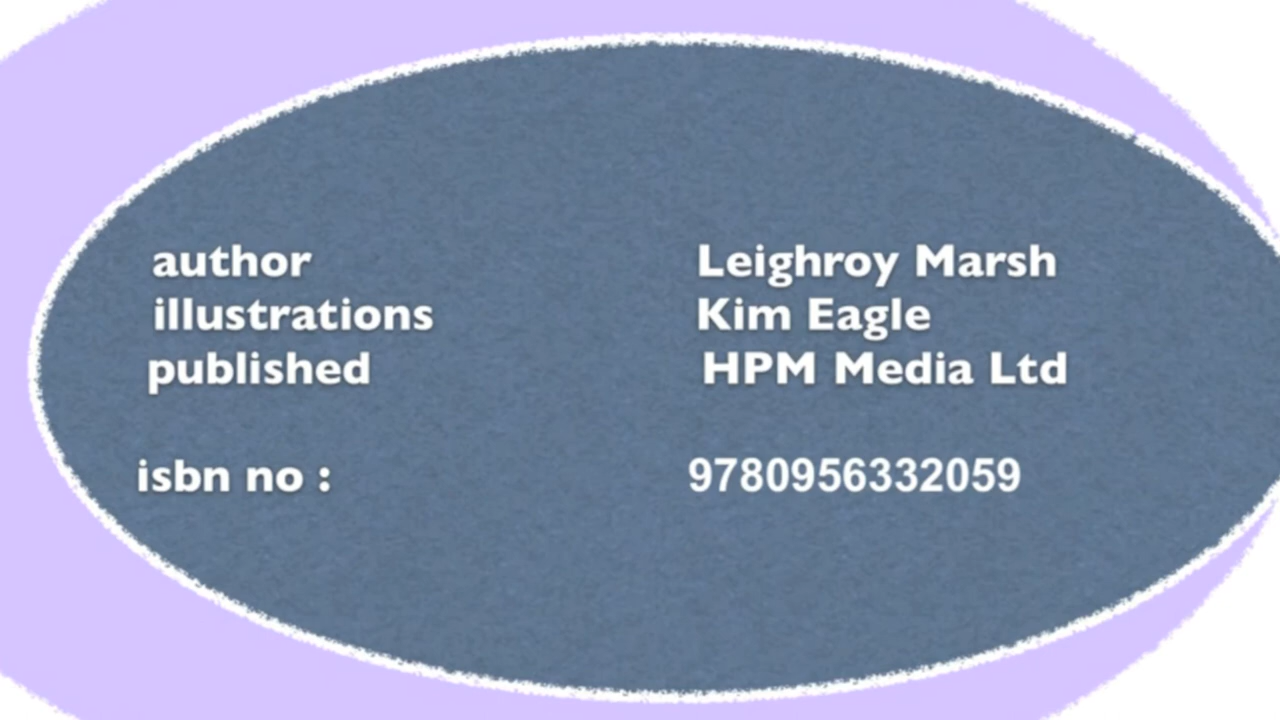 author Leighroy Marsh
illustrations Kim Eagle
published HPM Media Ltd
isbn no : 9780956332059